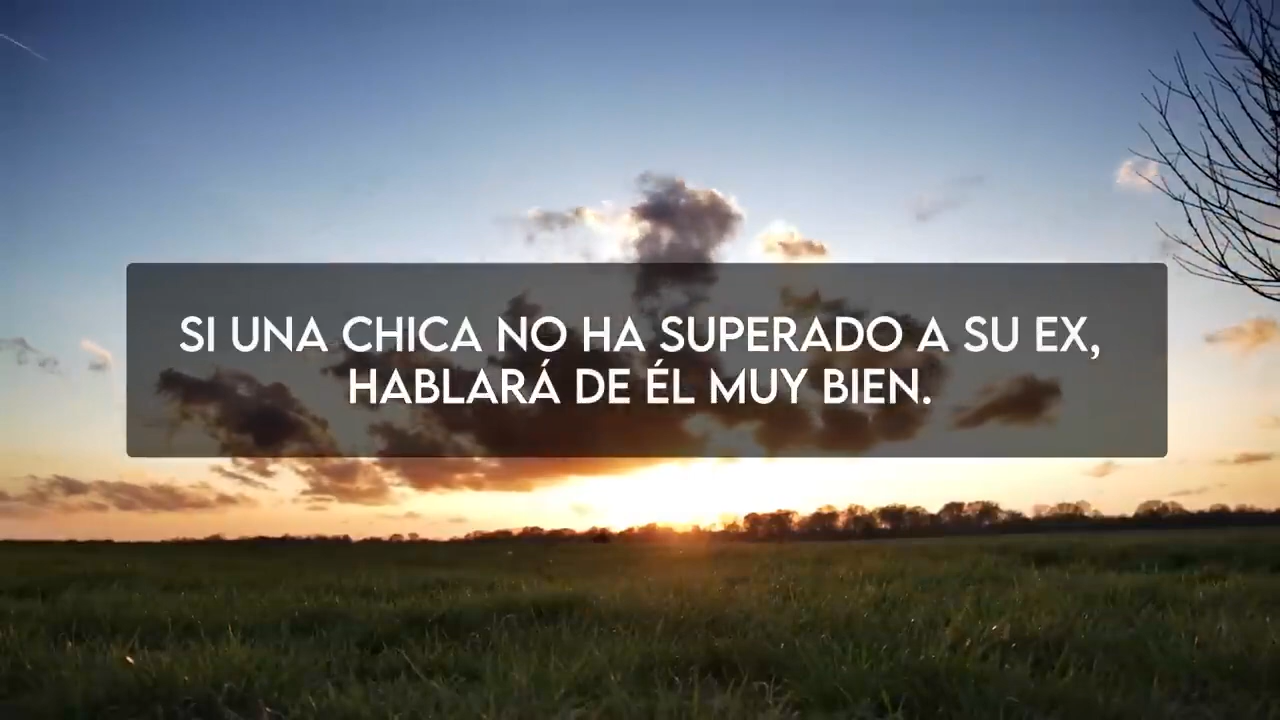 SI UNA CHICA NO HA SUPERADO A SU EX,
HABLARÁ DE ÉL MUY BIEN.